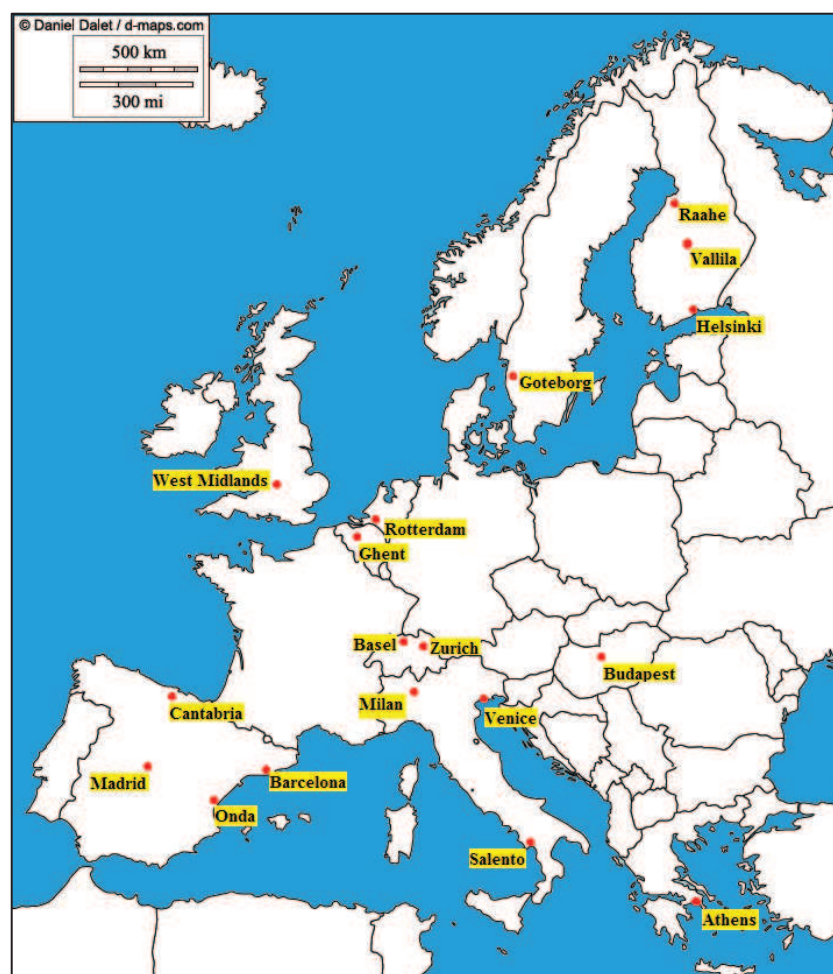 © Daniel Dalet / d-maps.com
500 km
300 mi
Raahe
Vallila
Helsinki
Goteborg
West Midlands
Rotterdam
Ghent
Basel
Zurich
Budapest
Milan
Venice
Cantabria
Madrid
Barcelona
Onda
Salento
Athens